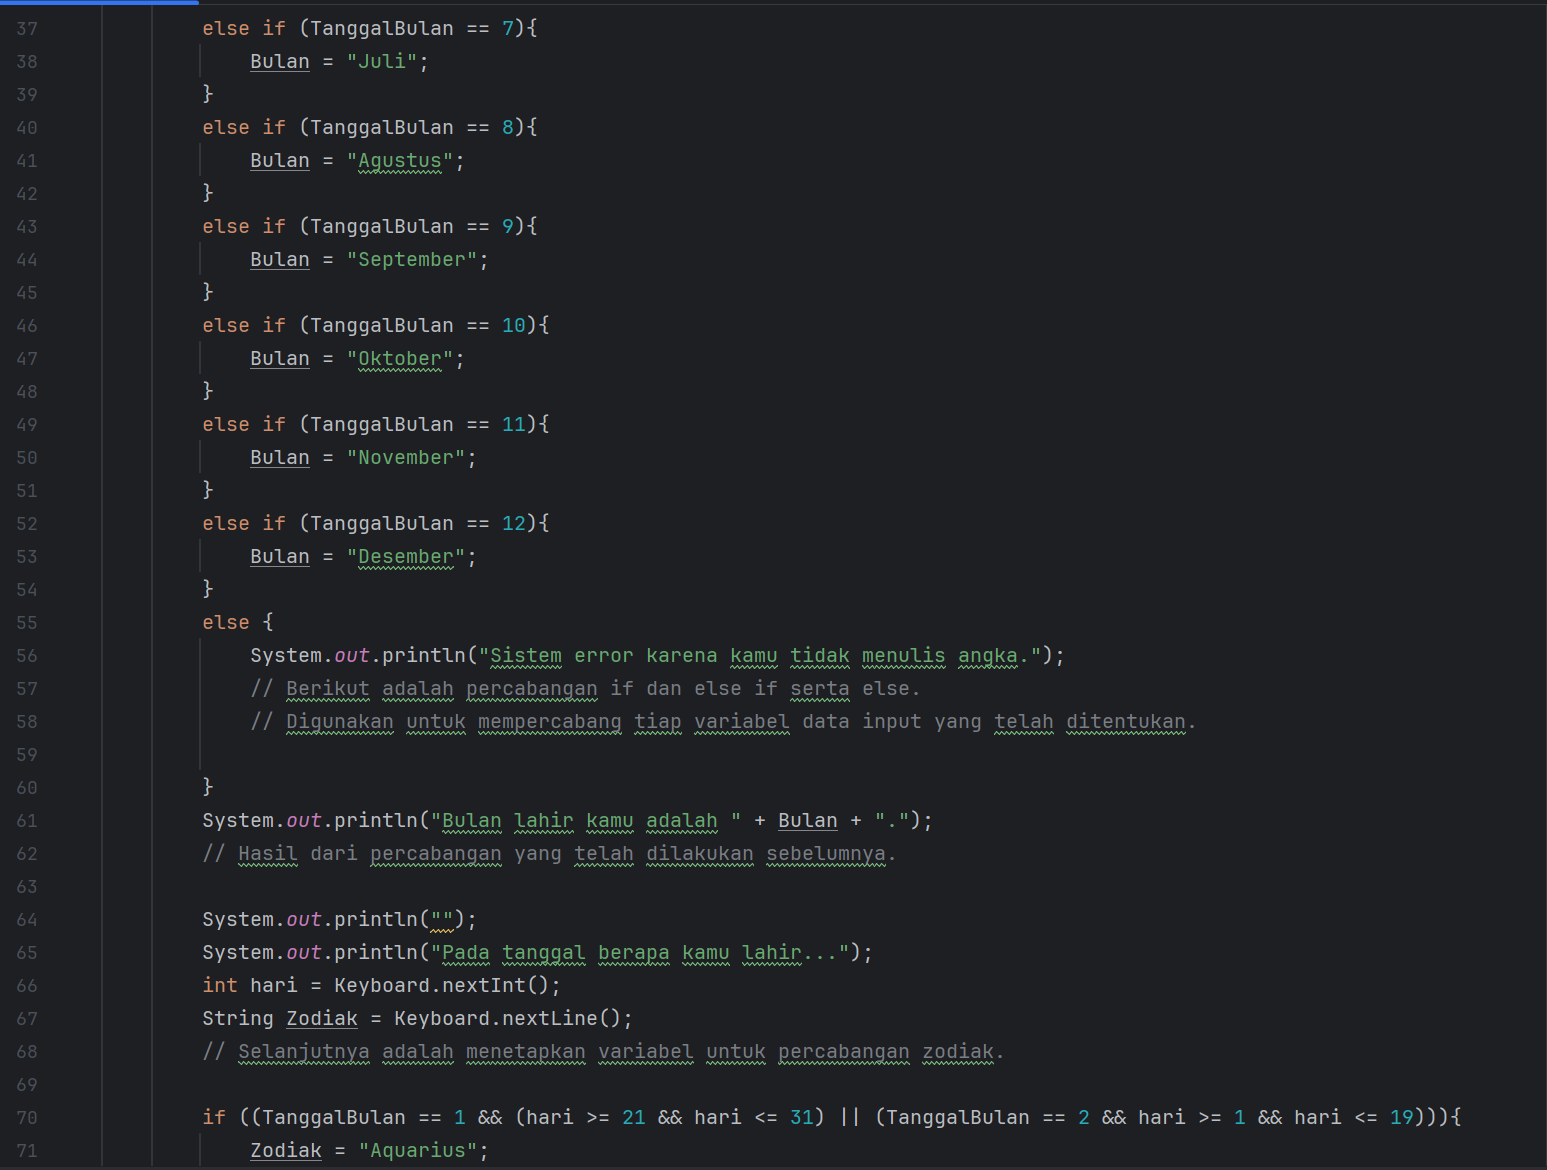 37 else if (TanggalBulan == 7){
38 Bulan = "Juli";
39 }
40 else if (TanggalBulan == 8){
41 Bulan = "Agustus";
42 }
43 else if (TanggalBulan == 9){
44 Bulan = "September";
45 }
46 else if (TanggalBulan == 10){
47 Bulan = "Oktober";
48 }
49 else if (TanggalBulan == 11){
50 Bulan = "November";
51 }
52 else if (TanggalBulan == 12){
53 Bulan = "Desember";
54 }
55 else {
56 System.out.println("Sistem error karena kamu tidak menulis angka.");
57 // Berikut adalah percabangan if dan else if serta else.
58 // Digunakan untuk mempercabang tiap variabel data input yang telah ditentukan.
59
60 }
61 System.out.println("Bulan lahir kamu adalah " + Bulan + ".");
62 // Hasil dari percabangan yang telah dilakukan sebelumnya.
63
64 System.out.println("");
65 System.out.println("Pada tanggal berapa kamu lahir...");
66 int hari = Keyboard.nextInt();
67 String Zodiak = Keyboard.nextLine();
68 // Selanjutnya adalah menetapkan variabel untuk percabangan zodiak.
69
70 if ((TanggalBulan == 1 && (hari >= 21 && hari <= 31) || (TanggalBulan == 2 && hari >= 1 && hari <= 19))){
71 Zodiak = "Aquarius";